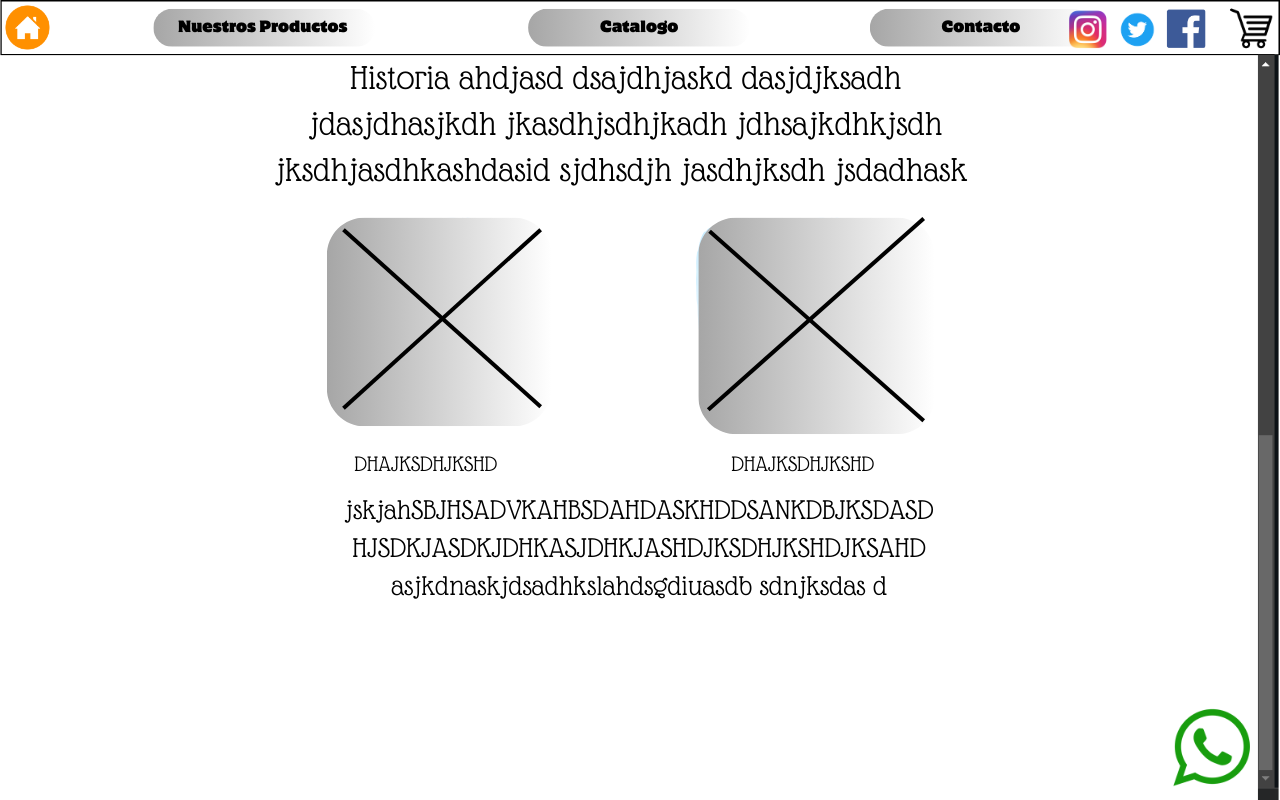 Nuestros Productos
Catalogo
Contacto
Historia ahdjasd dsajdhjaskd dasjdjksadh
jdasjdhasjkdh jkasdhjsdhjkadh jdhsajkdhkjsdh
jksdhjasdhkashdasid sjdhsdjh jasdhjksdh jsdadhask
DHAJKSDHJKSHD
DHAJKSDHJKSHD
jskjahSBJHSADVKAHBSDAHDASKHDDSANKDBJKSDASD
HJSDKJASDKJDHKASJDHKJASHDJKSDHJKSHDJKSAHD
asjkdnaskjdsadhkslahdsgdiuasdb sdnjksdas d